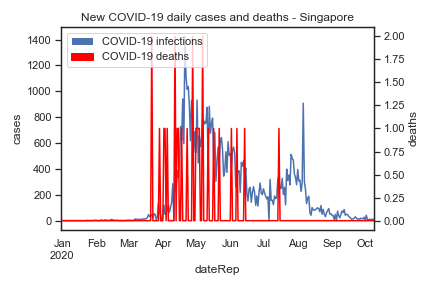 New COVID-19 daily cases and deaths - Singapore
COVID-19 infections
COVID-19 deaths
1400
1200
1000
800
600
400
200
0
cases
2.00
1.75
1.50
1.25
1.00
0.75
0.50
0.25
0.00
deaths
Jan Feb Mar Apr May Jun Jul Aug Sep Oct
2020
dateRep